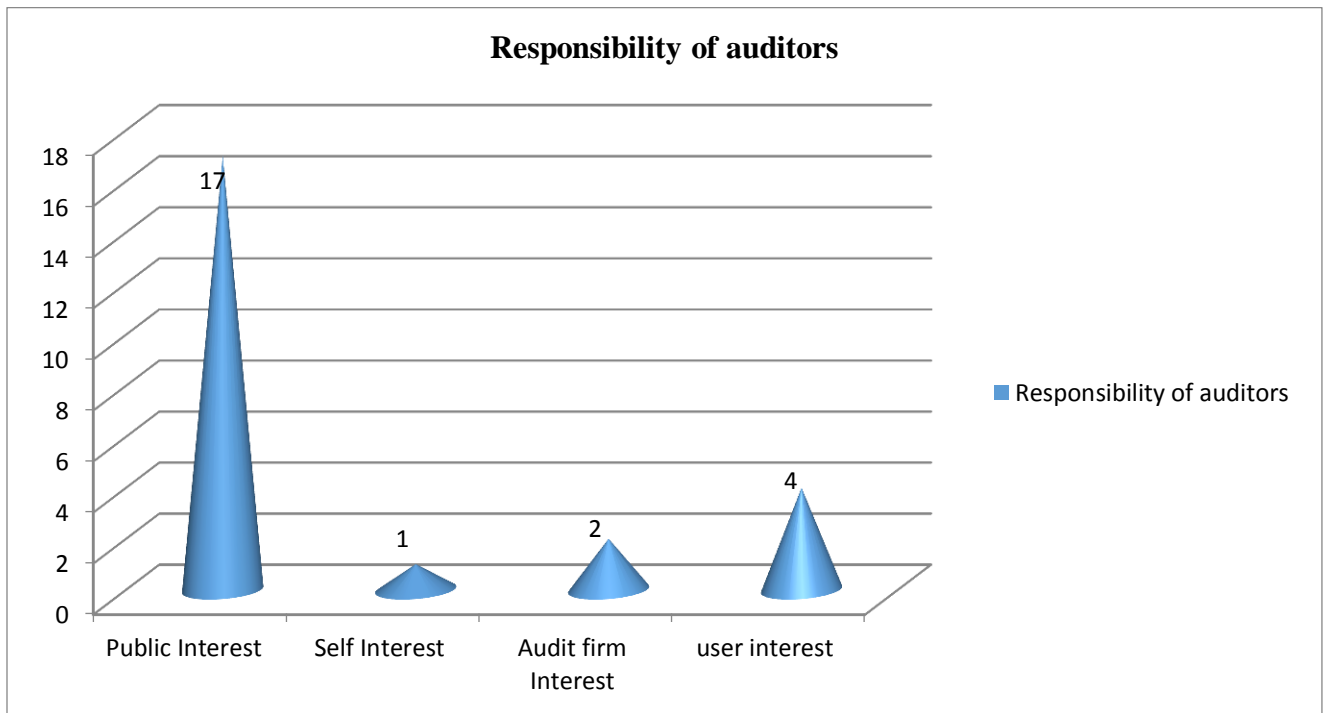 Responsibility of auditors
18
16
14
12
10
8
6
4
2
0
17
1
2
4
Public Interest
Self Interest
Audit firm
Interest
user interest
Responsibility of auditors